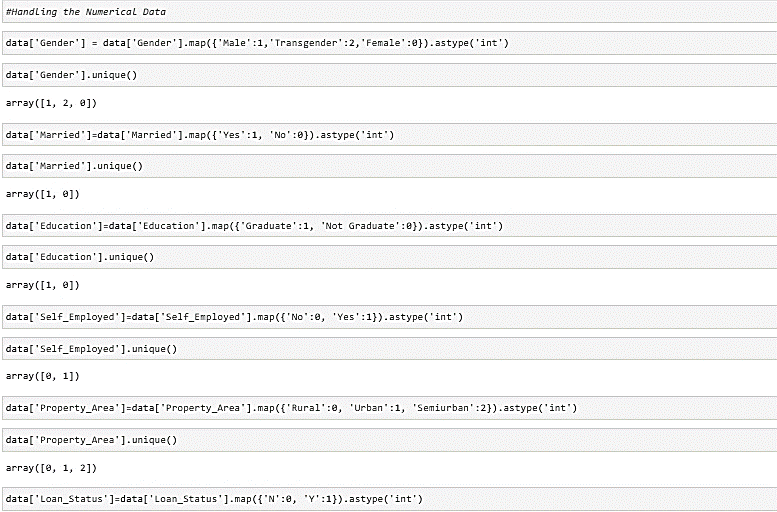 #Handling the Numerical Data
data['Gender'] = data['Gender'].map({'Male':1,'Transgender':2,'Female':0}).astype('int')
data['Gender'].unique()
array([1, 2, 0])
data['Married']=data['Married'].map({'Yes':1, 'No':0}).astype('int')
data['Married'].unique()
array([1, 0])
data['Education']=data['Education'].map({'Graduate':1, 'Not Graduate':0}).astype('int')
data['Education'].unique()
array([1, 0])
data['Self_Employed']=data['Self_Employed'].map({'No':0, 'Yes':1}).astype('int')
data['Self_Employed'].unique()
array([0, 1])
data['Property_Area']=data['Property_Area'].map({'Rural':0, 'Urban':1, 'Semiurban':2}).astype('int')
data['Property_Area'].unique()
array([0, 1, 2])
data['Loan_Status']=data['Loan_Status'].map({'N':0, 'Y':1}).astype('int')